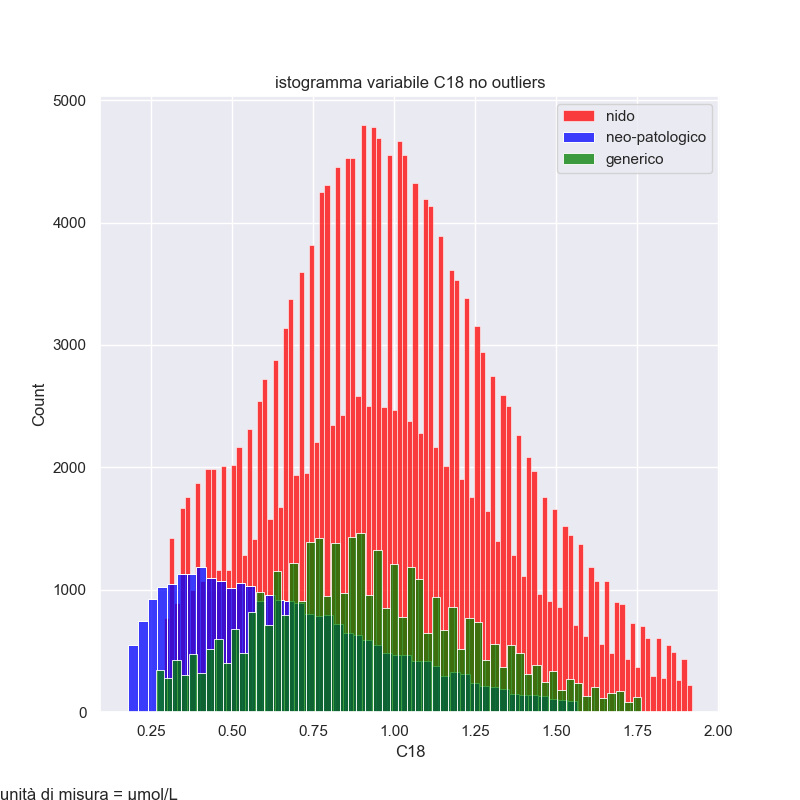 istogramma variabile C18 no outliers
5000
4000
3000
2000
1000
0
Count
nido
neo-patologico
generico
0.25 0.50 0.75 1.00 1.25 1.50 1.75 2.00
C18
unità di misura = µmol/L